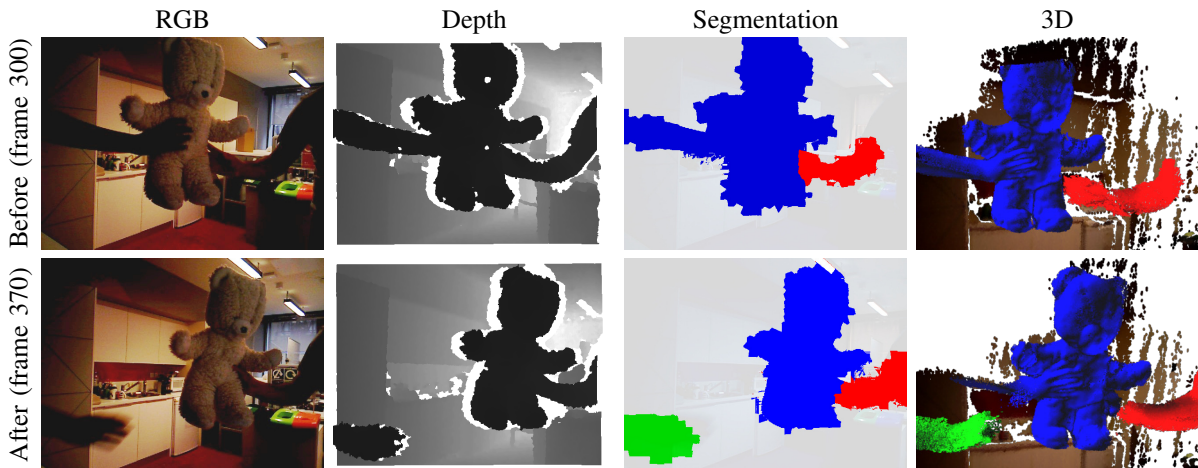 RGB Depth Segmentation 3D
Before (frame 300)
After (frame 370)